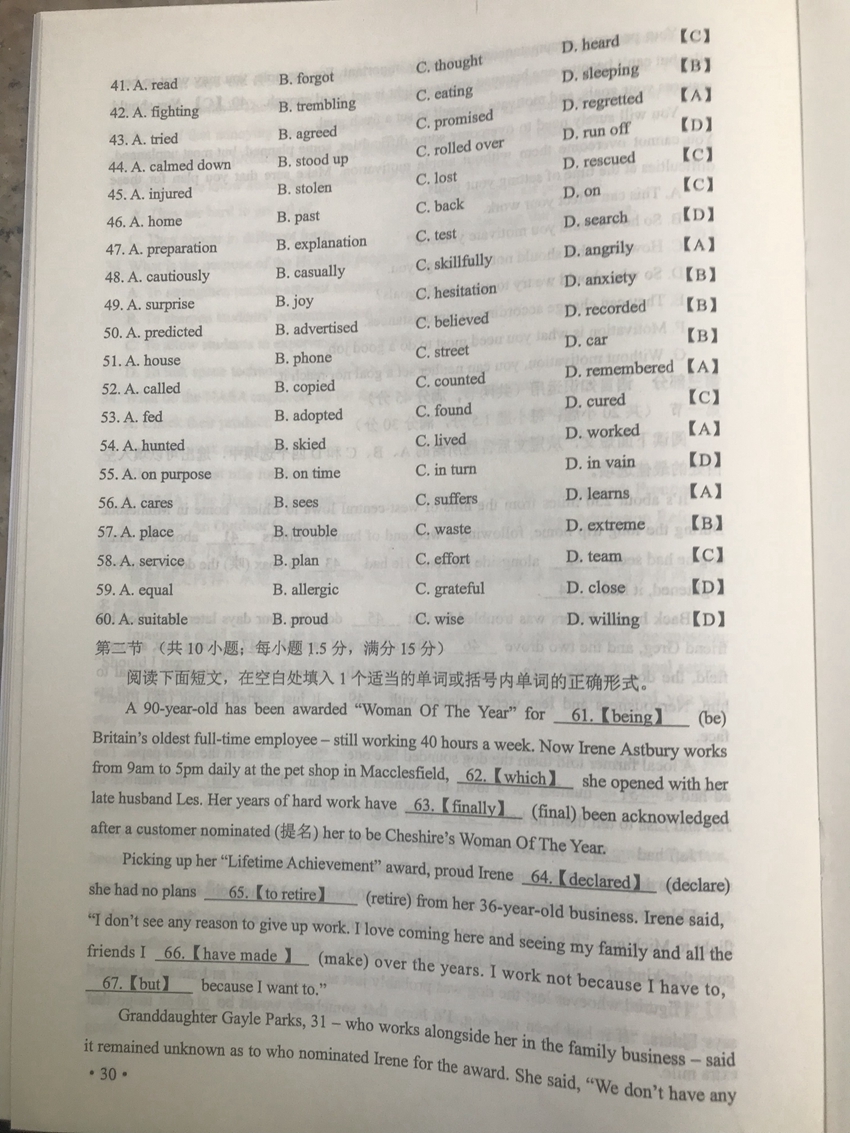 41. A. read B. forgot C. thought D. heard 【C】
42. A. fighting B. trembling C. eating D. sleeping 【B】
43. A. tried B. agreed C. promised D. regretted 【A】
44. A. calmed down B. stood up C. rolled over D. run off 【D】
45. A. injured B. stolen C. lost D. rescued 【C】
46. A. home B. past C. back D. on 【C】
47. A. preparation B. explanation C. test D. search 【D】
48. A. cautiously B. casually C. skillfully D. angrily 【A】
49. A. surprise B. joy C. hesitation D. anxiety 【B】
50. A. predicted B. advertised C. believed D. recorded 【B】
51. A. house B. phone C. street D. car 【B】
52. A. called B. copied C. counted D. remembered 【A】
53. A. fed B. adopted C. found D. cured 【C】
54. A. hunted B. skied C. lived D. worked 【A】
55. A. on purpose B. on time C. in turn D. in vain 【D】
56. A. cares B. sees C. suffers D. learns 【A】
57. A. place B. trouble C. waste D. extreme 【B】
58. A. service B. plan C. effort D. team 【C】
59. A. equal B. allergic C. grateful D. close 【D】
60. A. suitable B. proud C. wise D. willing 【D】
第二节 （共 10 小题；每小题 1.5 分，满分 15 分）
阅读下面短文，在空白处填入 1 个适当的单词或括号内单词的正确形式。
A 90-year-old has been awarded “Woman Of The Year” for 61.【being】 (be)
Britain’s oldest full-time employee – still working 40 hours a week. Now Irene Astbury works
from 9am to 5pm daily at the pet shop in Macclesfield, 62.【which】 she opened with her
late husband Les. Her years of hard work have 63.【finally】 (final) been acknowledged
after a customer nominated (提名) her to be Cheshire’s Woman Of The Year.
Picking up her “Lifetime Achievement” award, proud Irene 64.【declared】 (declare)
she had no plans 65.【to retire】 (retire) from her 36-year-old business. Irene said,
“I don’t see any reason to give up work. I love coming here and seeing my family and all the
friends I 66.【have made 】 (make) over the years. I work not because I have to,
67.【but】 because I want to.”
Granddaughter Gayle Parks, 31 – who works alongside her in the family business – said
it remained unknown as to who nominated Irene for the award. She said, “We don’t have any
• 30 •